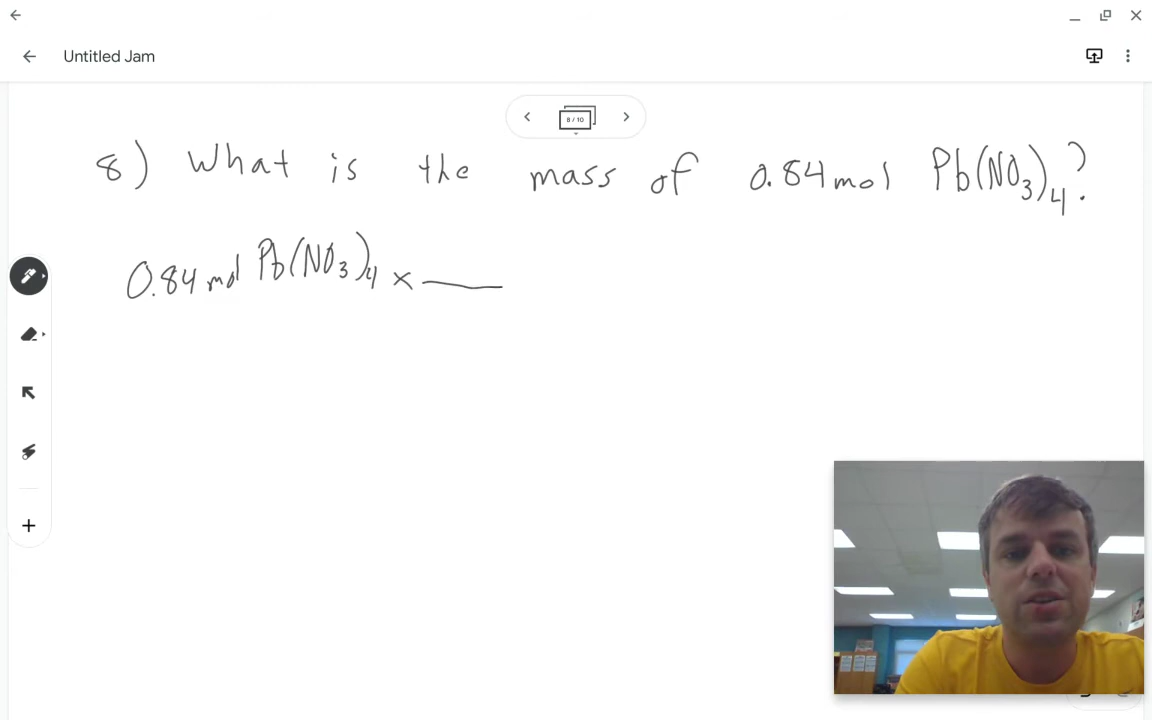 Untitled Jam
8 / 10
8) What is the mass of 0.84 mol Pb(NO₃)₄?
0.84 mol Pb(NO₃)₄ ×